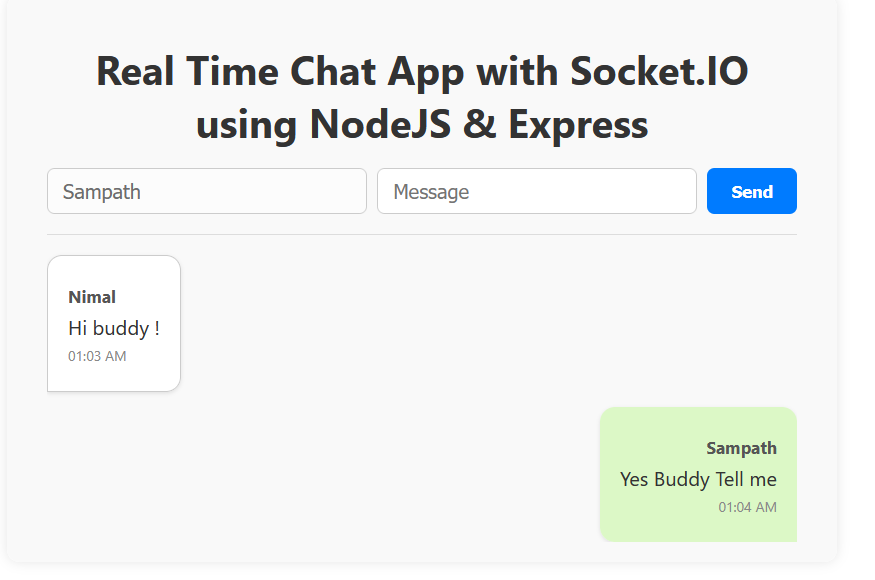 Real Time Chat App with Socket.IO
using NodeJS & Express
Sampath
Message
Send
Nimal
Hi buddy !
01:03 AM
Sampath
Yes Buddy Tell me
01:04 AM